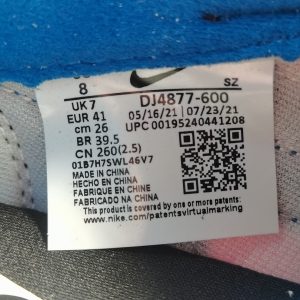 8 SZ
UK 7 DJ4877-600
EUR 41 05/16/21 07/23/21
cm 26 UPC 00195240441208
BR 39.5
CN 260(2.5)
01B7H7SWL46V7
MADE IN CHINA
HECHO EN CHINA
FABRIQUE EN CHINE
FABRICADO NA CHINA
This product is covered by one or more patents. See
www.nike.com/patentsvirtualmarking